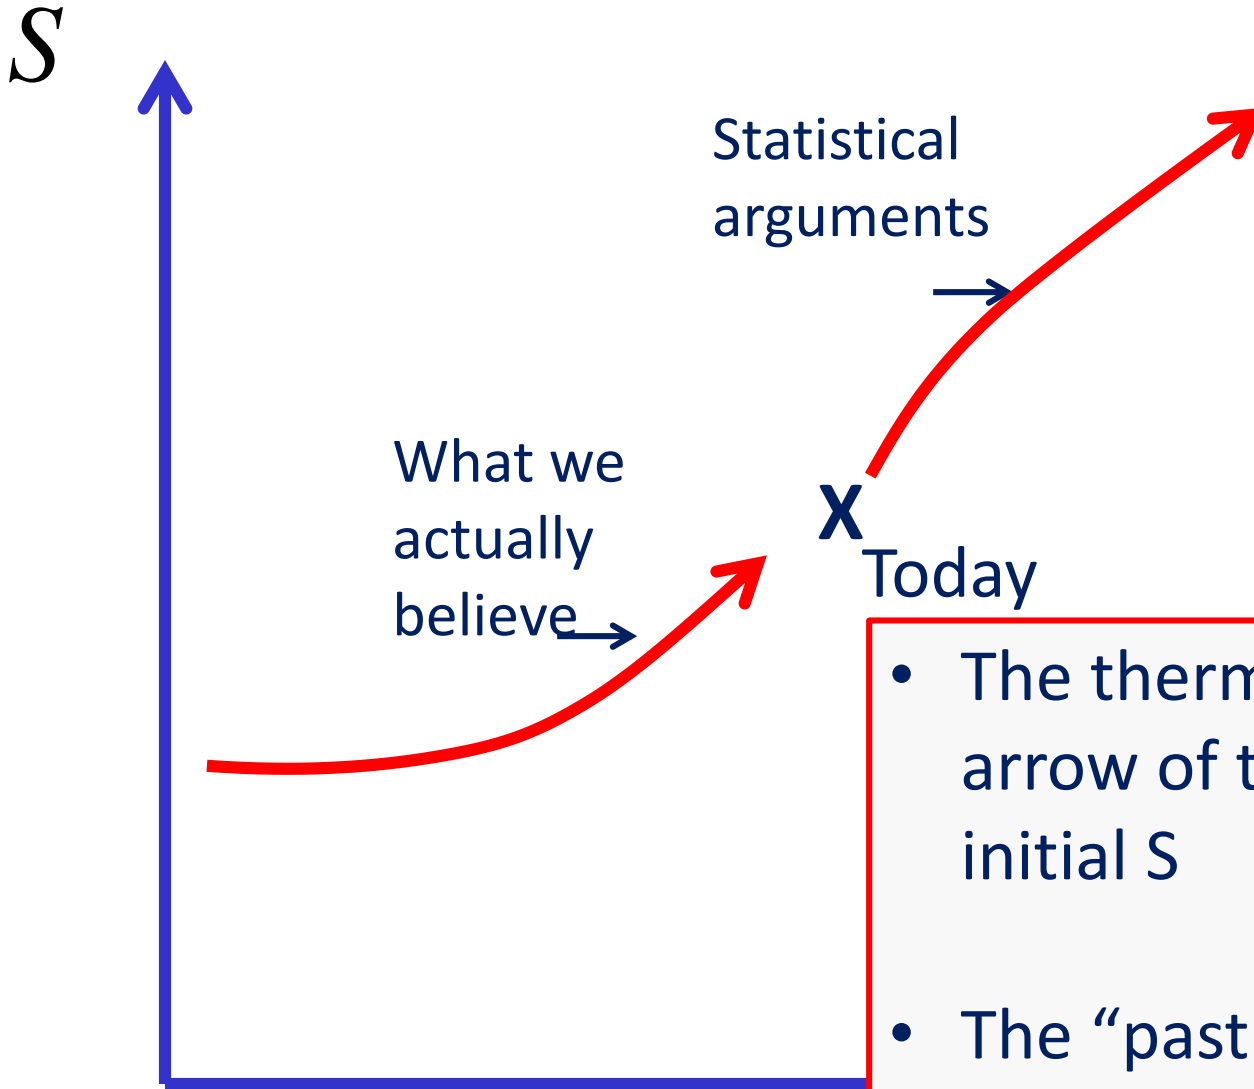 S
Statistical
arguments
What we
actually
believe
X
Today
• The therm
arrow of t
initial S
• The “past